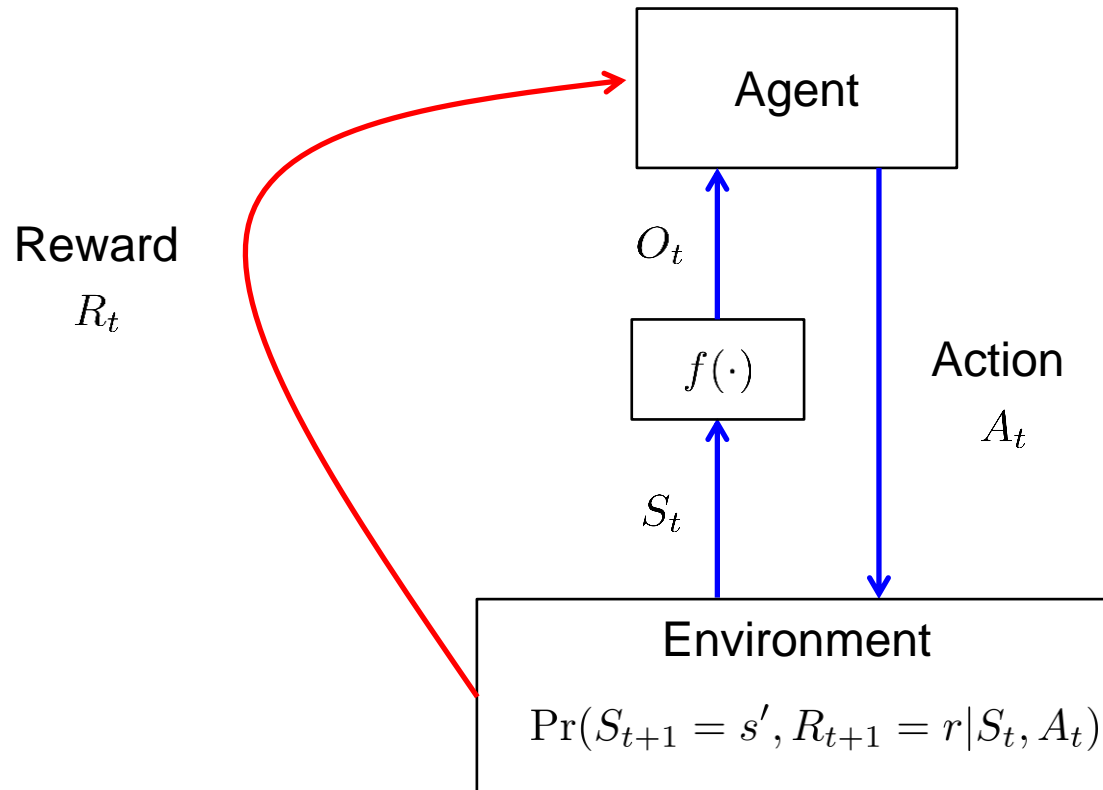 Agent
Reward
R_t
O_t
f(·)
Action
A_t
S_t
Environment
Pr(S_{t+1} = s′, R_{t+1} = r|S_t, A_t)